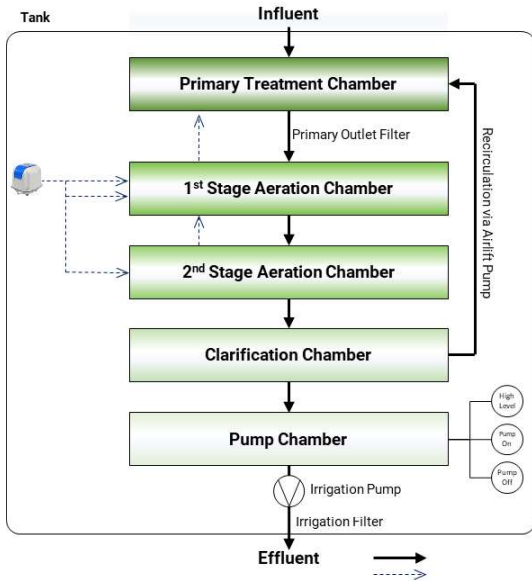 Tank
Influent
Primary Treatment Chamber
Primary Outlet Filter
1st Stage Aeration Chamber
2nd Stage Aeration Chamber
Recirculation via Airlift Pump
Clarification Chamber
High
Level
Pump
On
Pump
Off
Pump Chamber
Irrigation Pump
Irrigation Filter
Effluent